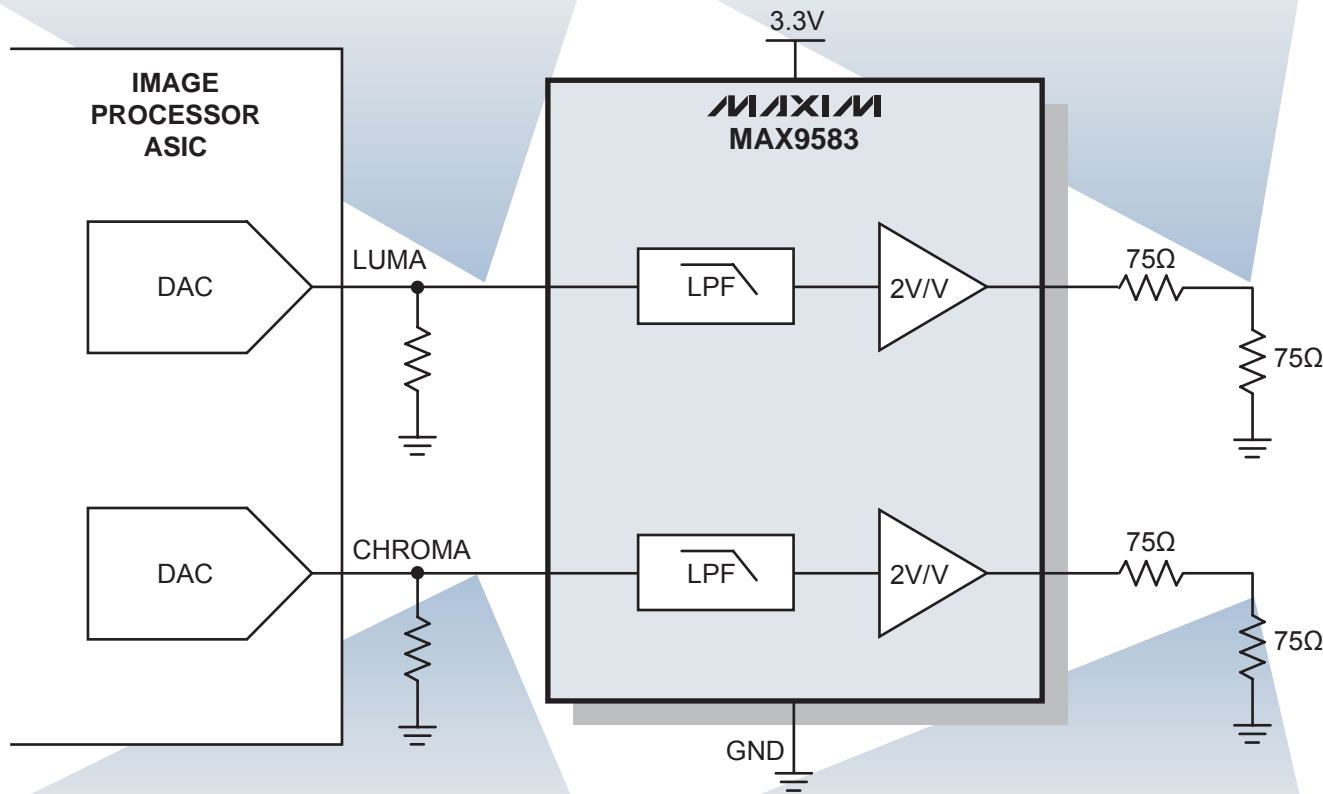 3.3V
IMAGE
PROCESSOR
ASIC
MAXIM
MAX9583
DAC
LUMA
LPF
2V/V
75Ω
75Ω
DAC
CHROMA
LPF
2V/V
75Ω
75Ω
GND